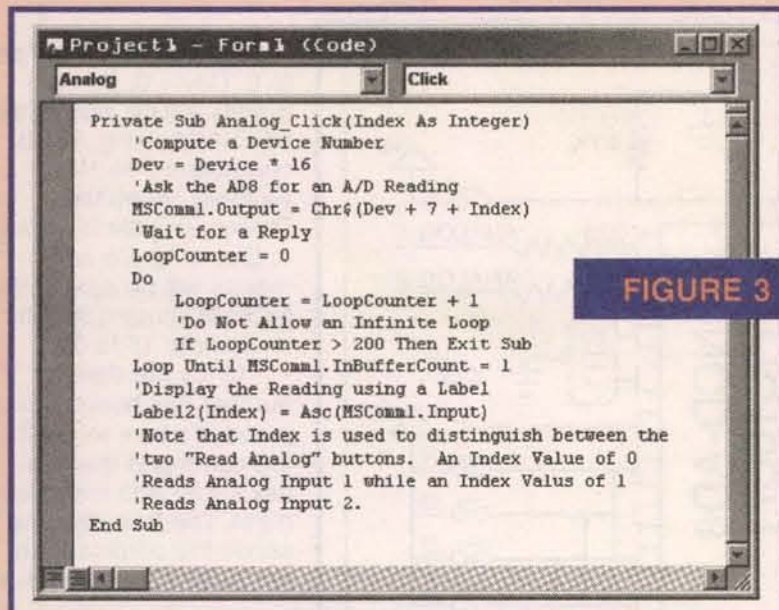 Project1 - Form1 (Code)
Analog Click
Private Sub Analog_Click(Index As Integer)
'Compute a Device Number
Dev = Device * 16
'Ask the AD8 for an A/D Reading
MSComm1.Output = Chr$(Dev + 7 + Index)
'Wait for a Reply
LoopCounter = 0
Do
LoopCounter = LoopCounter + 1
'Do Not Allow an Infinite Loop
If LoopCounter > 200 Then Exit Sub
Loop Until MSComm1.InBufferCount = 1
'Display the Reading using a Label
Label2(Index) = Asc(MSComm1.Input)
'Note that Index is used to distinguish between the
'two "Read Analog" buttons.  An Index Value of 0
'Reads Analog Input 1 while an Index Valus of 1
'Reads Analog Input 2.
End Sub
FIGURE 3